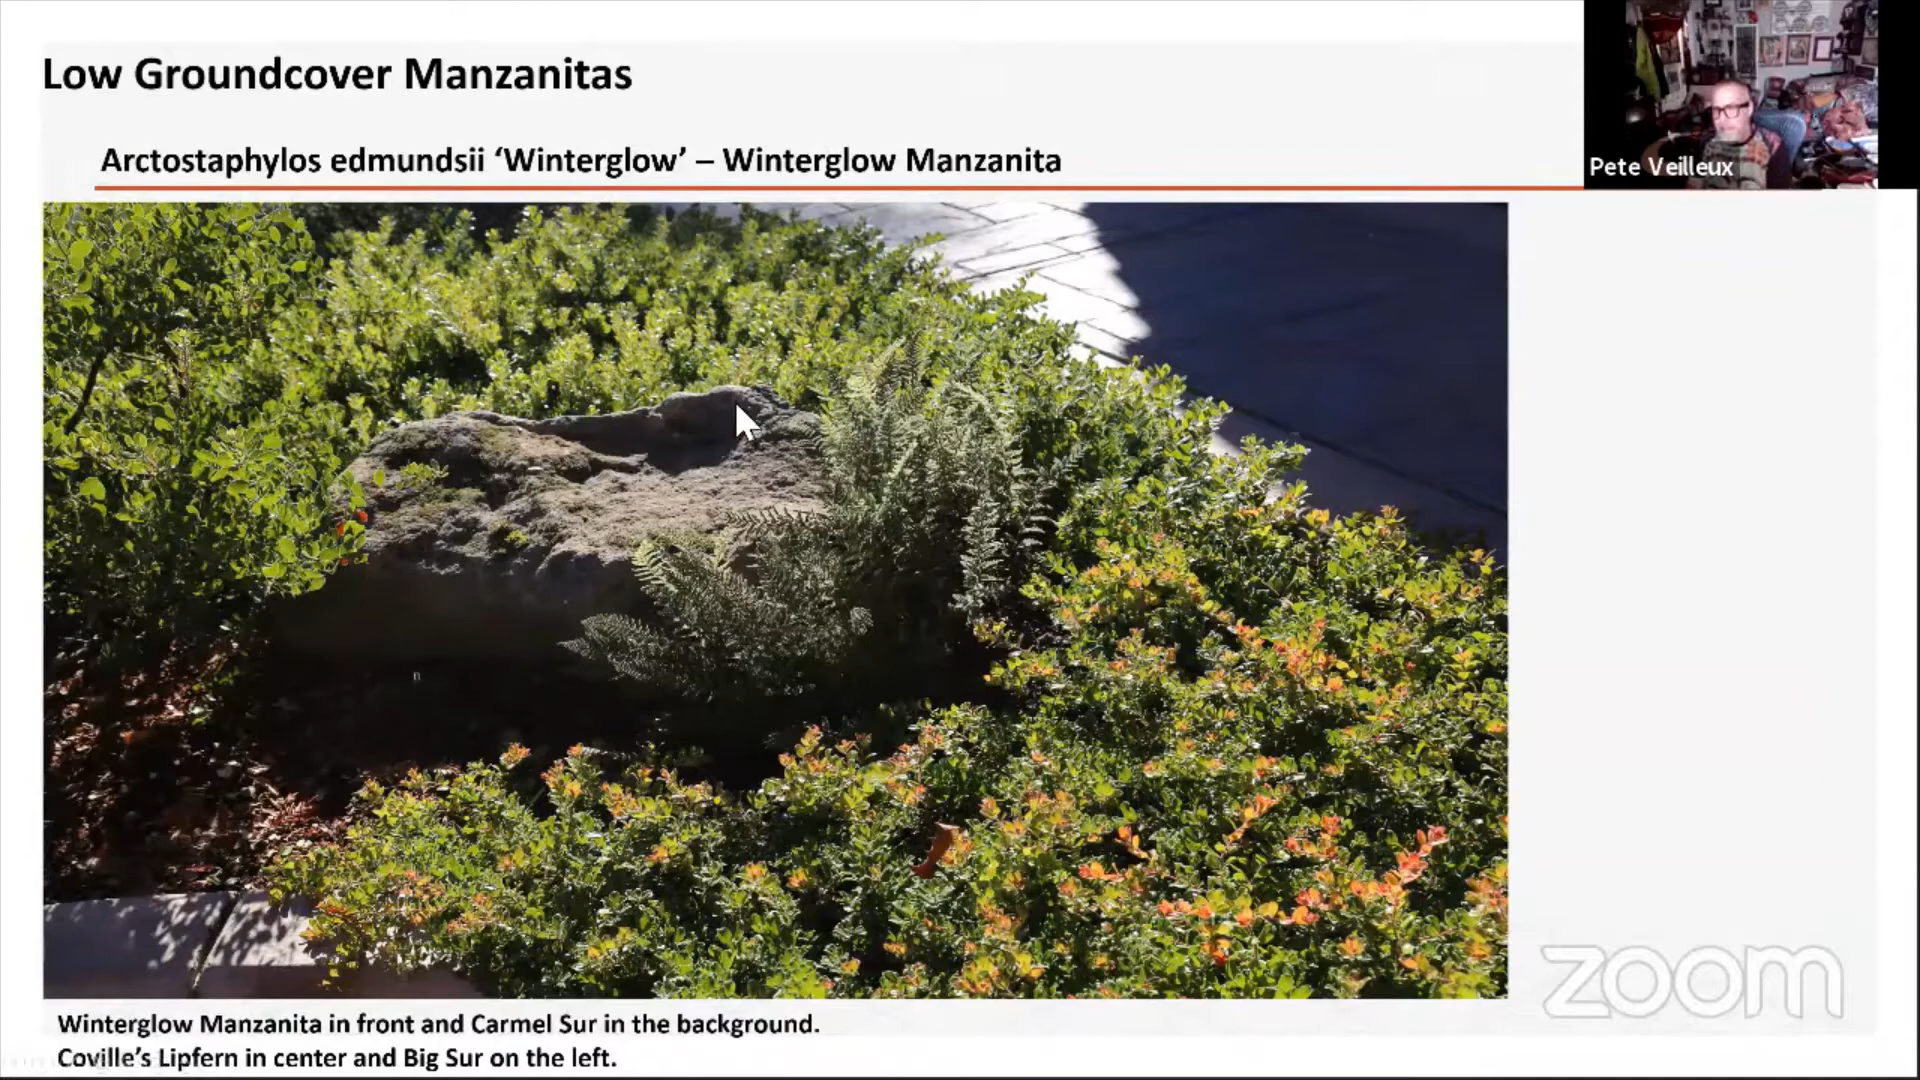 Low Groundcover Manzanitas
Arctostaphylos edmundsii ‘Winterglow’ – Winterglow Manzanita
Pete Veilleux
zoom
Winterglow Manzanita in front and Carmel Sur in the background.
Coville's Lipfern in center and Big Sur on the left.